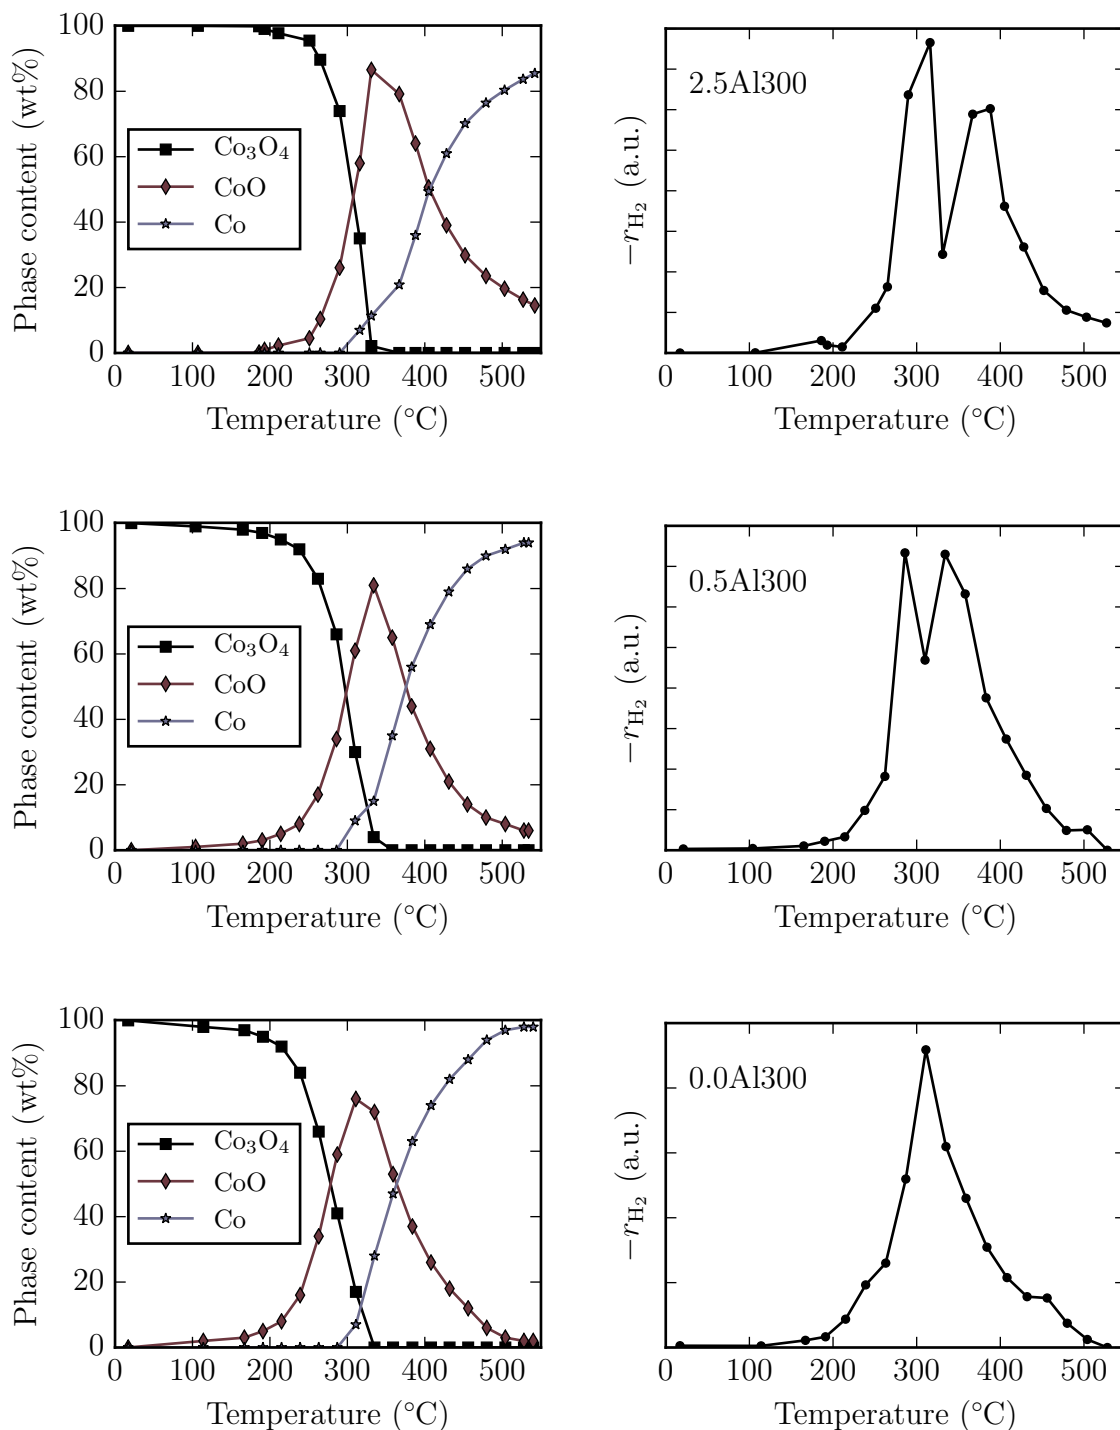 100
80
60
40
20
0
Phase content (wt%)
Co₃O₄
CoO
Co
0 100 200 300 400 500
Temperature (°C)
2.5Al300
−r_H₂ (a.u.)
0 100 200 300 400 500
Temperature (°C)
100
80
60
40
20
0
Phase content (wt%)
Co₃O₄
CoO
Co
0 100 200 300 400 500
Temperature (°C)
0.5Al300
−r_H₂ (a.u.)
0 100 200 300 400 500
Temperature (°C)
100
80
60
40
20
0
Phase content (wt%)
Co₃O₄
CoO
Co
0 100 200 300 400 500
Temperature (°C)
0.0Al300
−r_H₂ (a.u.)
0 100 200 300 400 500
Temperature (°C)